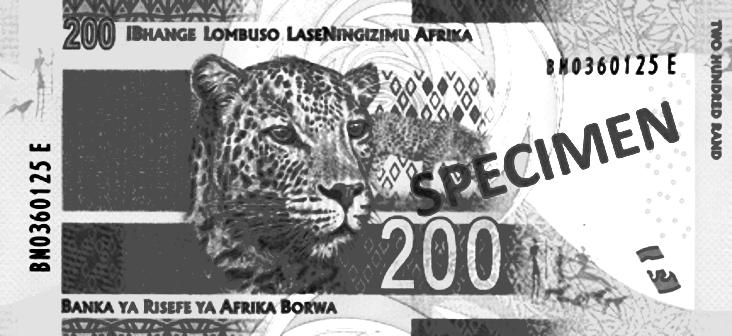 200 IBHANGE LOMBUSO LASENINGIZIMU AFRIKA
BN0360125 E
TWO HUNDRED RAND
SPECIMEN
BN0360125 E
200
BANKA YA RISEFE YA AFRIKA BORWA